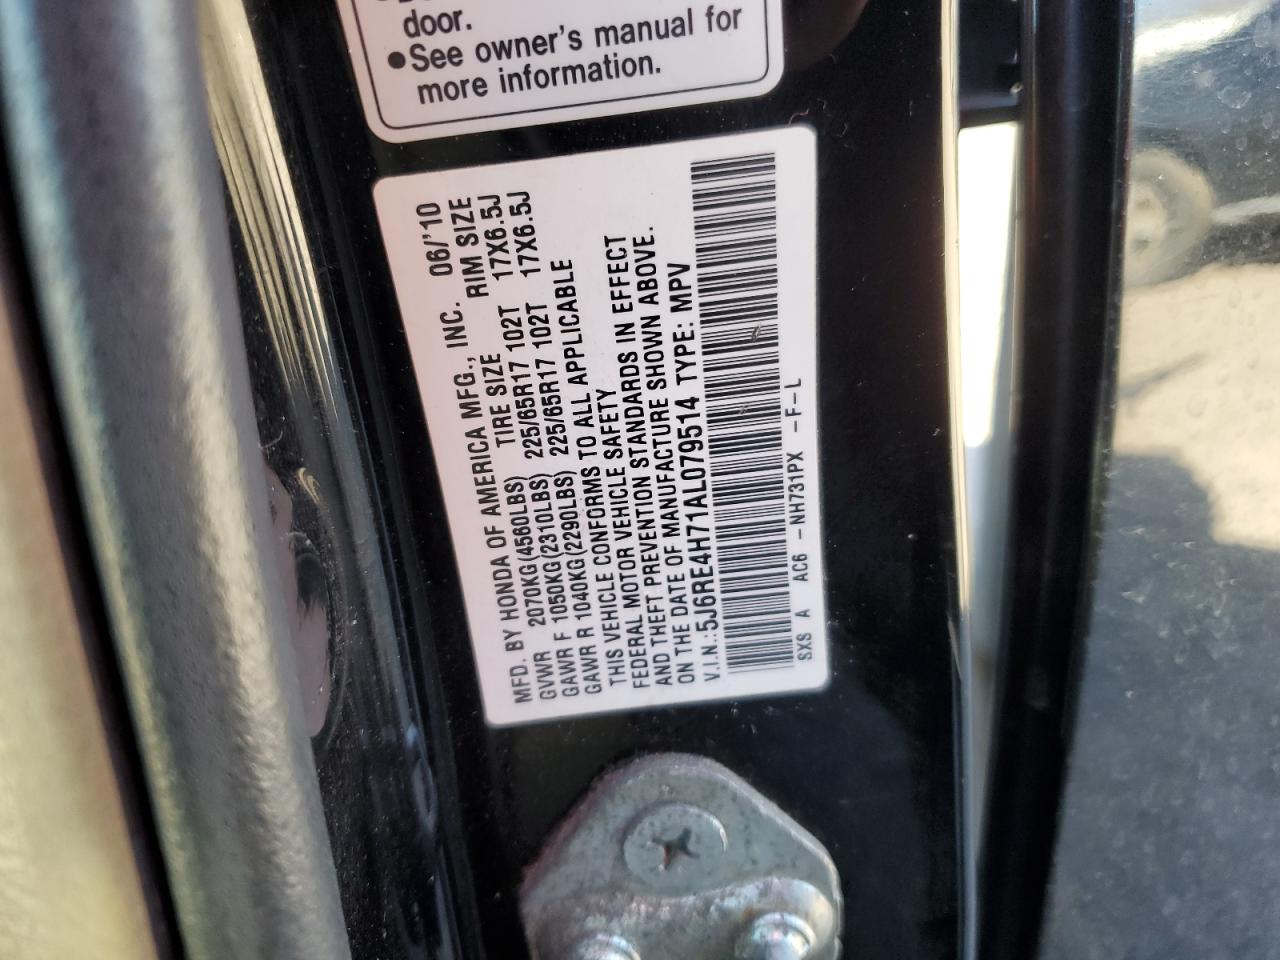 door.
●See owner's manual for
more information.
MFD. BY HONDA OF AMERICA MFG., INC. 06/'10
GVWR 2070KG(4560LBS) TIRE SIZE RIM SIZE
GAWR F 1050KG(2310LBS) 225/65R17 102T 17X6.5J
GAWR R 1040KG(2290LBS) 225/65R17 102T 17X6.5J
THIS VEHICLE CONFORMS TO ALL APPLICABLE
FEDERAL MOTOR VEHICLE SAFETY
AND THEFT PREVENTION STANDARDS IN EFFECT
ON THE DATE OF MANUFACTURE SHOWN ABOVE.
V.I.N.:5J6RE4H71AL079514 TYPE: MPV
SXS A AC6 -NH731PX -F-L